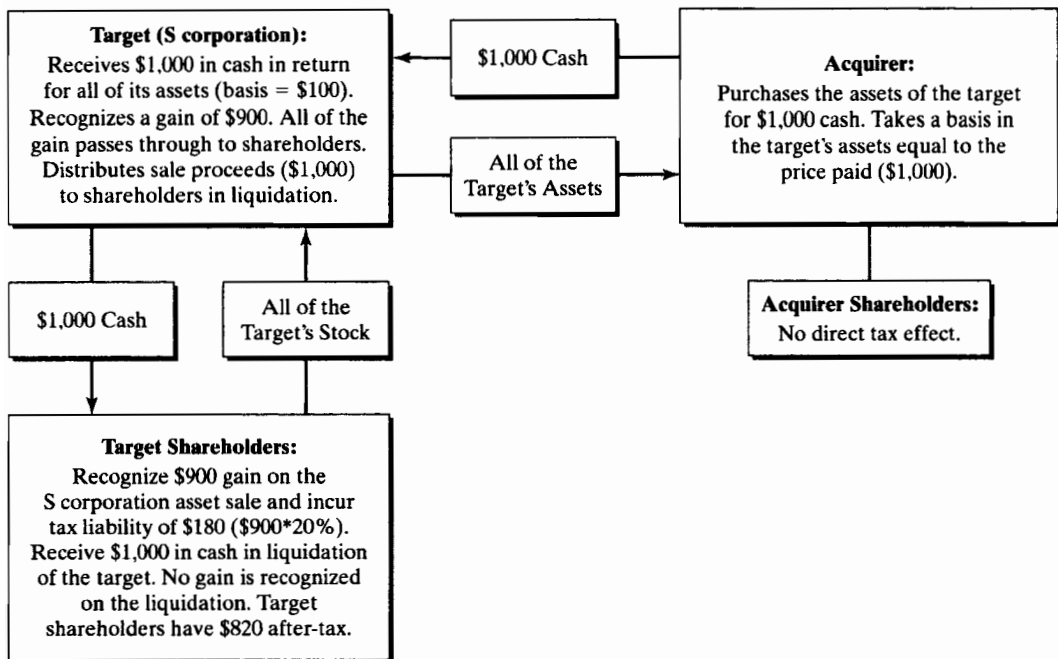 Target (S corporation):
Receives $1,000 in cash in return
for all of its assets (basis = $100).
Recognizes a gain of $900. All of the
gain passes through to shareholders.
Distributes sale proceeds ($1,000)
to shareholders in liquidation.
$1,000 Cash
All of the
Target's Assets
Acquirer:
Purchases the assets of the target
for $1,000 cash. Takes a basis in
the target's assets equal to the
price paid ($1,000).
$1,000 Cash
All of the
Target's Stock
Acquirer Shareholders:
No direct tax effect.
Target Shareholders:
Recognize $900 gain on the
S corporation asset sale and incur
tax liability of $180 ($900*20%).
Receive $1,000 in cash in liquidation
of the target. No gain is recognized
on the liquidation. Target
shareholders have $820 after-tax.